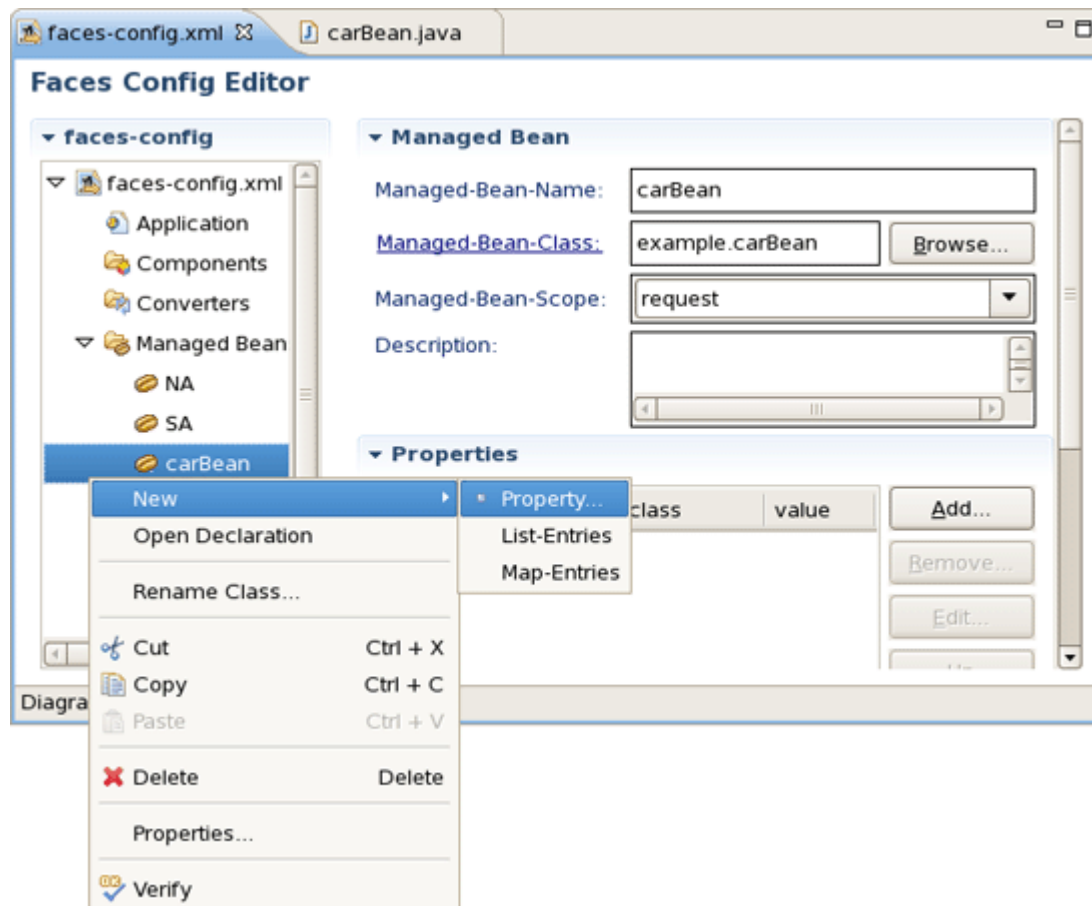 faces-config.xml
carBean.java
Faces Config Editor
faces-config
faces-config.xml
Application
Components
Converters
Managed Bean
NA
SA
carBean
Managed Bean
Managed-Bean-Name: carBean
Managed-Bean-Class: example.carBean Browse...
Managed-Bean-Scope: request
Description:
Properties
class value Add...
Remove...
Edit...
New
Open Declaration
Rename Class...
Cut Ctrl + X
Copy Ctrl + C
Paste Ctrl + V
Delete Delete
Properties...
Verify
Property...
List-Entries
Map-Entries
Diagra